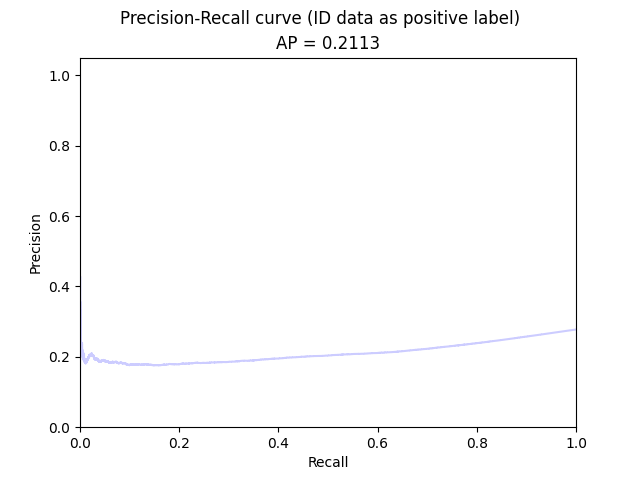 Precision-Recall curve (ID data as positive label)
AP = 0.2113
1.0
0.8
0.6
0.4
0.2
0.0
Precision
0.0 0.2 0.4 0.6 0.8 1.0
Recall